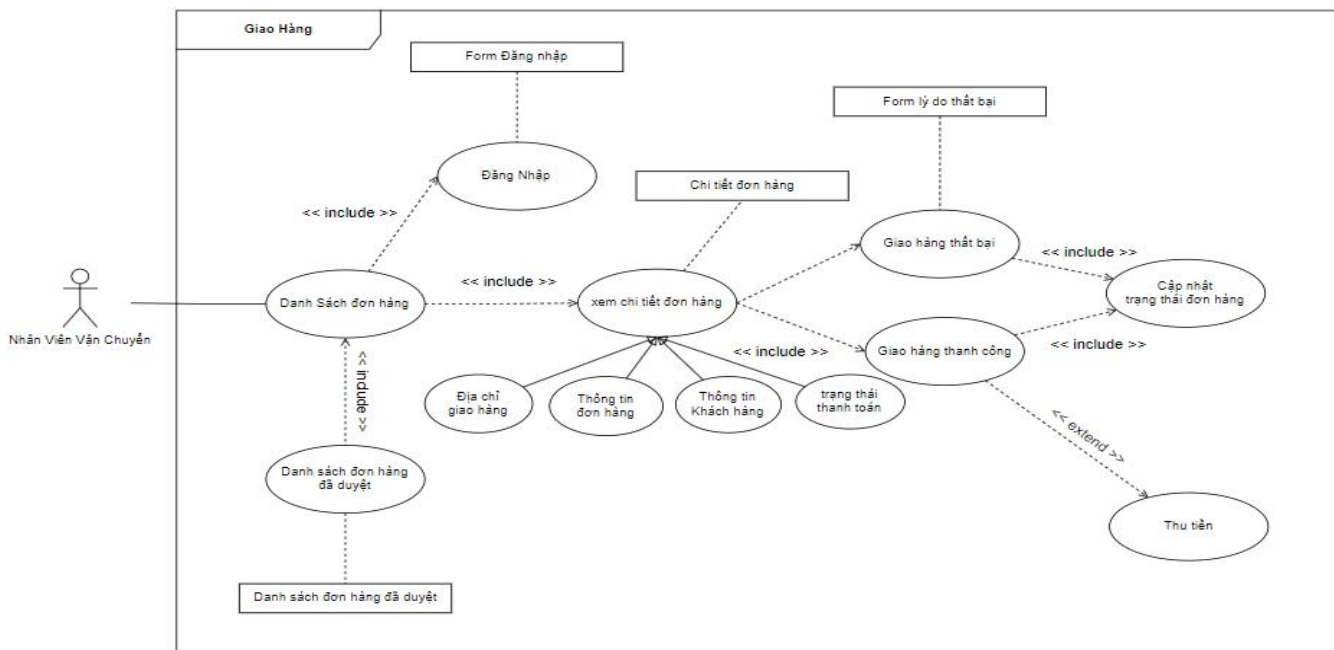 Giao Hàng
Form Đăng nhập
Form lý do thất bại
Đăng Nhập
Chi tiết đơn hàng
<< include >>
Giao hàng thất bại
<< include >>
Danh Sách đơn hàng
<< include >>
xem chi tiết đơn hàng
Cập nhật
trạng thái đơn hàng
Nhân Viên Vận Chuyển
<< include >>
<< include >>
Giao hàng thanh công
<< include >>
Địa chỉ
giao hàng
Thông tin
đơn hàng
Thông tin
Khách hàng
trạng thái
thanh toán
<< extend >>
Danh sách đơn hàng
đã duyệt
Thu tiền
Danh sách đơn hàng đã duyệt